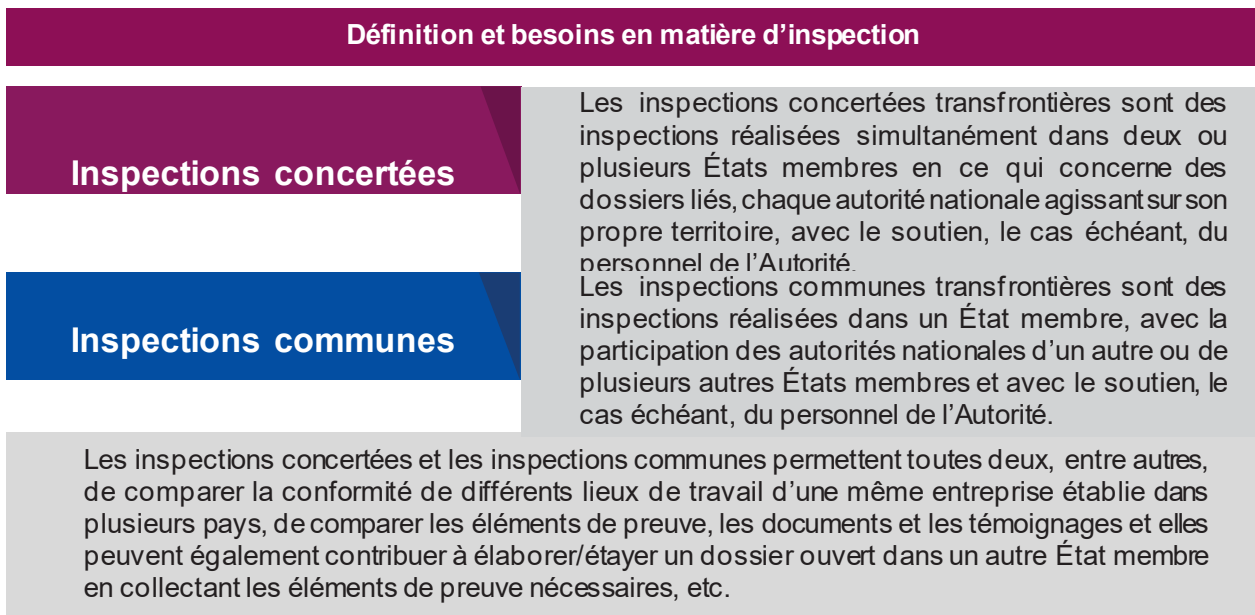 Définition et besoins en matière d’inspection
Inspections concertées
Les inspections concertées transfrontières sont des
inspections réalisées simultanément dans deux ou
plusieurs États membres en ce qui concerne des
dossiers liés, chaque autorité nationale agissant sur son
propre territoire, avec le soutien, le cas échéant, du
personnel de l’Autorité.
Inspections communes
Les inspections communes transfrontières sont des
inspections réalisées dans un État membre, avec la
participation des autorités nationales d’un autre ou de
plusieurs autres États membres et avec le soutien, le
cas échéant, du personnel de l’Autorité.
Les inspections concertées et les inspections communes permettent toutes deux, entre autres,
de comparer la conformité de différents lieux de travail d’une même entreprise établie dans
plusieurs pays, de comparer les éléments de preuve, les documents et les témoignages et elles
peuvent également contribuer à élaborer/étayer un dossier ouvert dans un autre État membre
en collectant les éléments de preuve nécessaires, etc.